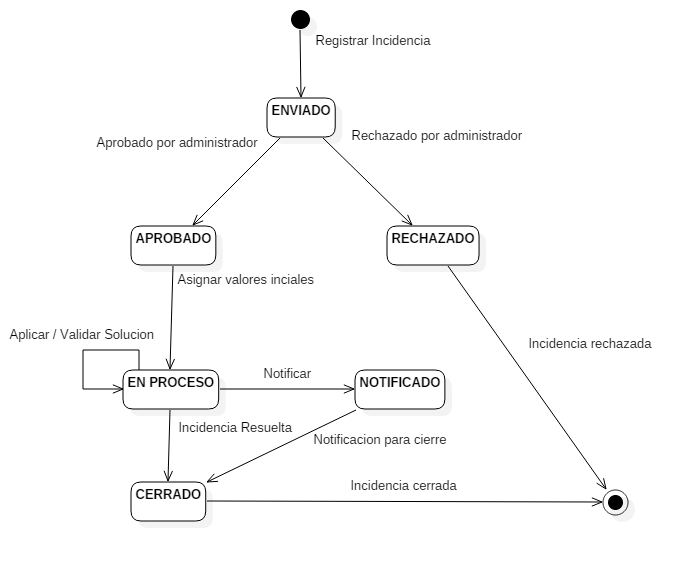 Registrar Incidencia
ENVIADO
Aprobado por administrador
Rechazado por administrador
APROBADO
RECHAZADO
Asignar valores inciales
Aplicar / Validar Solucion
Incidencia rechazada
EN PROCESO
Notificar
NOTIFICADO
Incidencia Resuelta
Notificacion para cierre
CERRADO
Incidencia cerrada